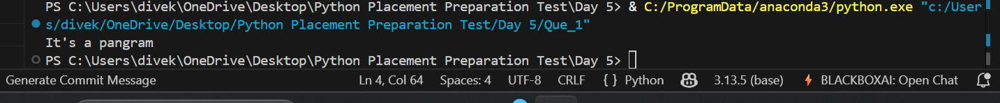 PS C:\Users\divek\OneDrive\Desktop\Python Placement Preparation Test\Day 5> & C:/ProgramData/anaconda3/python.exe "c:/User
s/divek/OneDrive/Desktop/Python Placement Preparation Test/Day 5/Que_1"
It's a pangram
PS C:\Users\divek\OneDrive\Desktop\Python Placement Preparation Test\Day 5>
Generate Commit Message Ln 4, Col 64 Spaces: 4 UTF-8 CRLF { } Python 3.13.5 (base) BLACKBOXAI: Open Chat